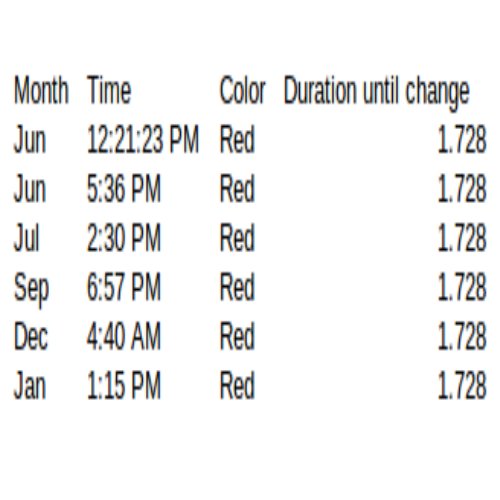 Month Time Color Duration until change
Jun 12:21:23 PM Red 1.728
Jun 5:36 PM Red 1.728
Jul 2:30 PM Red 1.728
Sep 6:57 PM Red 1.728
Dec 4:40 AM Red 1.728
Jan 1:15 PM Red 1.728